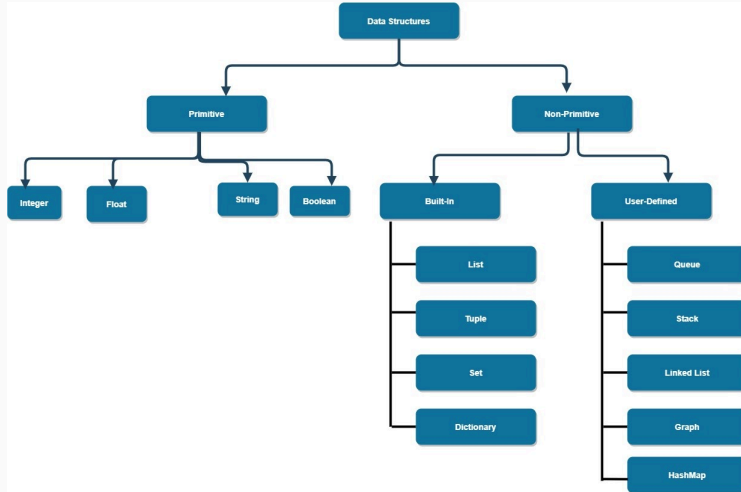 Data Structures
Primitive
Non-Primitive
Integer
Float
String
Boolean
Built-In
User-Defined
List
Queue
Tuple
Stack
Set
Linked List
Dictionary
Graph
HashMap